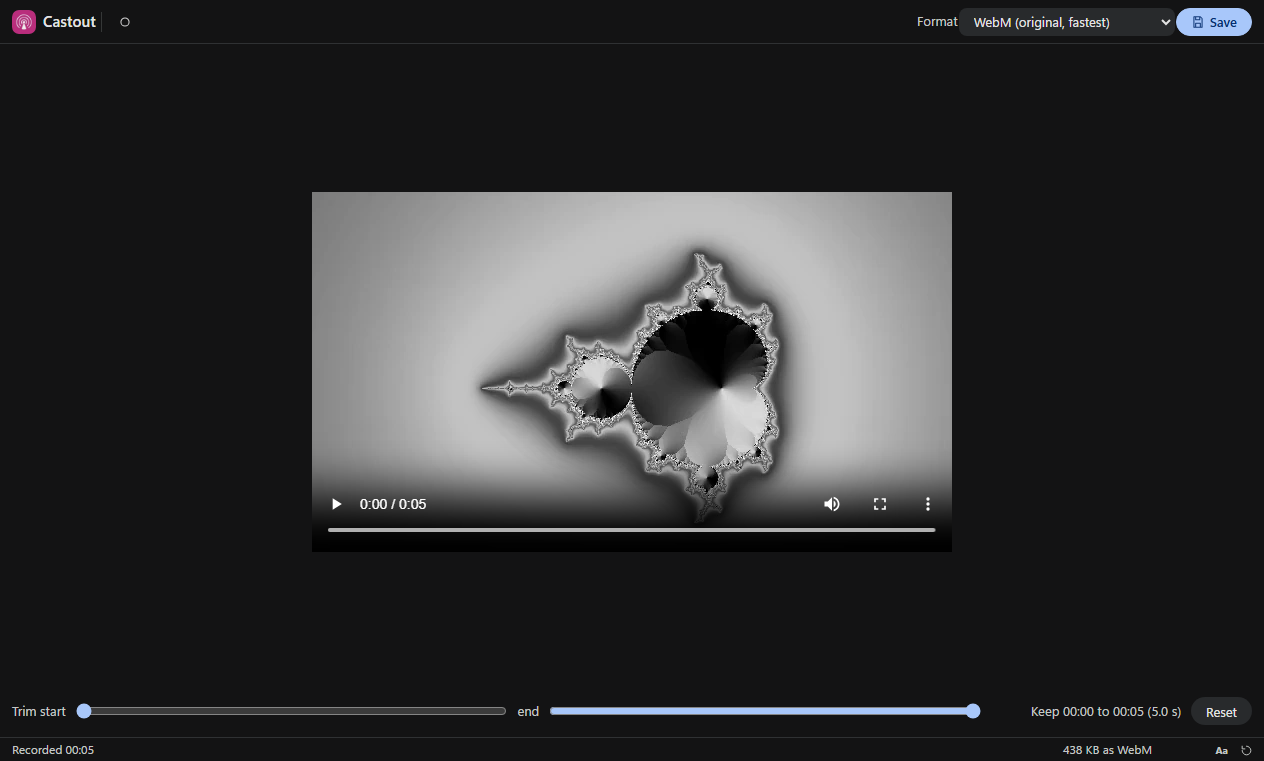 Castout
Format WebM (original, fastest) Save
0:00 / 0:05
Trim start end Keep 00:00 to 00:05 (5.0 s) Reset
Recorded 00:05 438 KB as WebM Aa